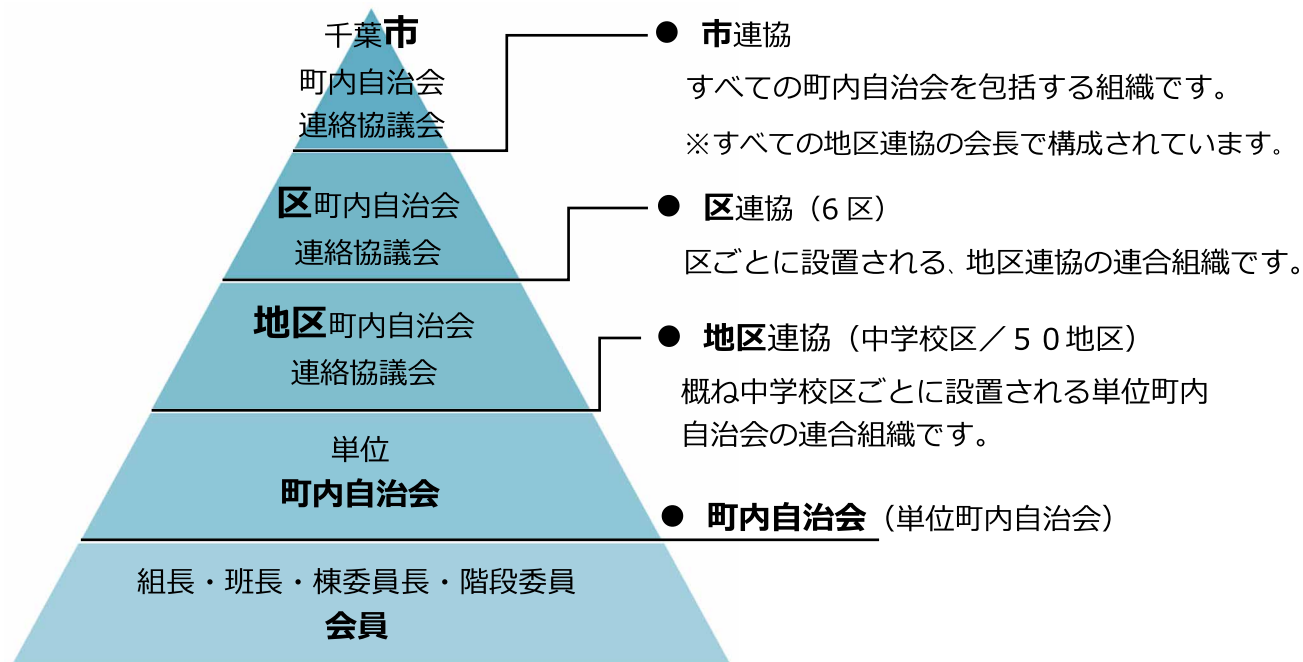 千葉市
町内自治会
連絡協議会
区町内自治会
連絡協議会
地区町内自治会
連絡協議会
単位
町内自治会
組長・班長・棟委員長・階段委員
会員
● 市連協
すべての町内自治会を包括する組織です。
※すべての地区連協の会長で構成されています。
● 区連協（6 区）
区ごとに設置される、地区連協の連合組織です。
● 地区連協（中学校区／５０地区）
概ね中学校区ごとに設置される単位町内
自治会の連合組織です。
● 町内自治会（単位町内自治会）